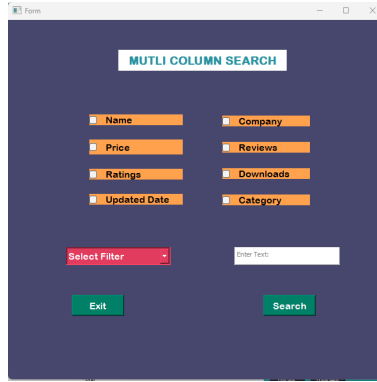 Form
MUTLI COLUMN SEARCH
Name
Company
Price
Reviews
Ratings
Downloads
Updated Date
Category
Select Filter
Enter Text:
Exit
Search